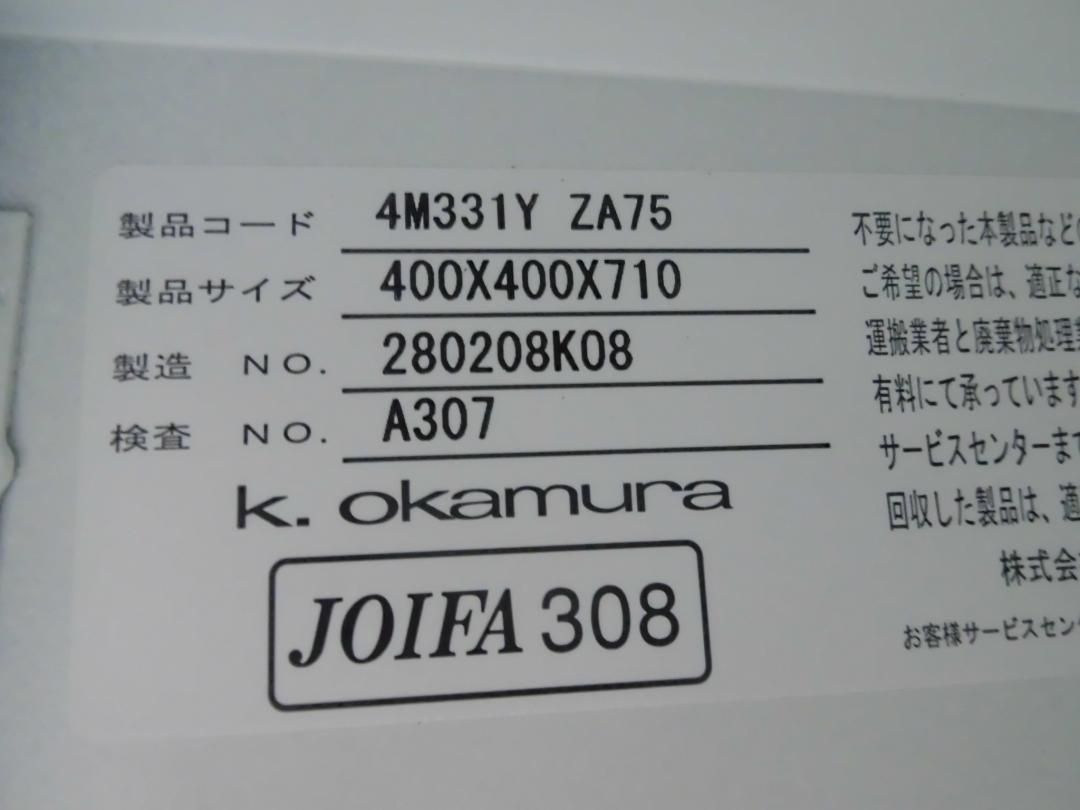 製品コード 4M331Y ZA75
製品サイズ 400X400X710
製造 NO. 280208K08
検査 NO. A307
k. okamura
JOIFA 308
不要になった本製品など
ご希望の場合は、適正な
運搬業者と廃棄物処理
有料にて承っています
サービスセンターま
回収した製品は、適
株式会
お客様サービスセン